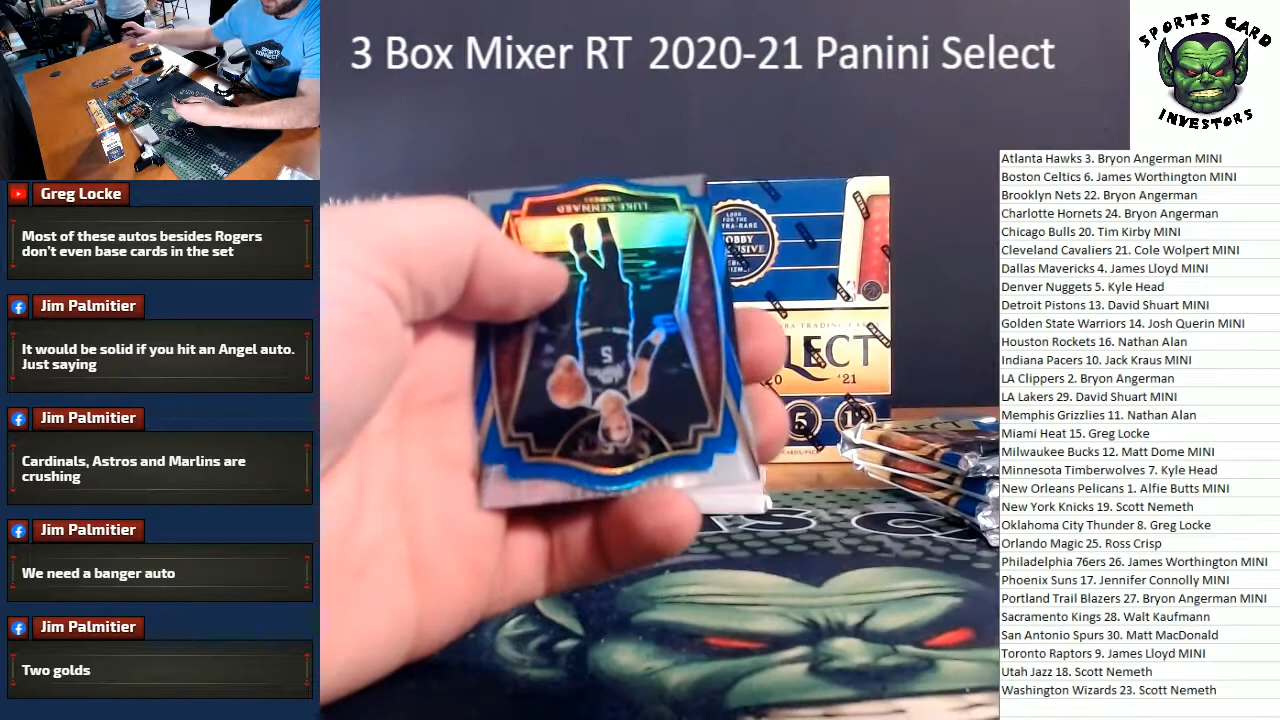 3 Box Mixer RT 2020-21 Panini Select
SPORTS CARD
INVESTORS
Greg Locke
Most of these autos besides Rogers
don't even base cards in the set
Jim Palmitier
It would be solid if you hit an Angel auto.
Just saying
Jim Palmitier
Cardinals, Astros and Marlins are
crushing
Jim Palmitier
We need a banger auto
Jim Palmitier
Two golds
LUKE KENNARD
CLIPPERS
5
LOOK
FOR THE
SELECT
'21
5
Atlanta Hawks 3. Bryon Angerman MINI
Boston Celtics 6. James Worthington MINI
Brooklyn Nets 22. Bryon Angerman
Charlotte Hornets 24. Bryon Angerman
Chicago Bulls 20. Tim Kirby MINI
Cleveland Cavaliers 21. Cole Wolpert MINI
Dallas Mavericks 4. James Lloyd MINI
Denver Nuggets 5. Kyle Head
Detroit Pistons 13. David Shuart MINI
Golden State Warriors 14. Josh Querin MINI
Houston Rockets 16. Nathan Alan
Indiana Pacers 10. Jack Kraus MINI
LA Clippers 2. Bryon Angerman
LA Lakers 29. David Shuart MINI
Memphis Grizzlies 11. Nathan Alan
Miami Heat 15. Greg Locke
Milwaukee Bucks 12. Matt Dome MINI
Minnesota Timberwolves 7. Kyle Head
New Orleans Pelicans 1. Alfie Butts MINI
New York Knicks 19. Scott Nemeth
Oklahoma City Thunder 8. Greg Locke
Orlando Magic 25. Ross Crisp
Philadelphia 76ers 26. James Worthington MINI
Phoenix Suns 17. Jennifer Connolly MINI
Portland Trail Blazers 27. Bryon Angerman MINI
Sacramento Kings 28. Walt Kaufmann
San Antonio Spurs 30. Matt MacDonald
Toronto Raptors 9. James Lloyd MINI
Utah Jazz 18. Scott Nemeth
Washington Wizards 23. Scott Nemeth